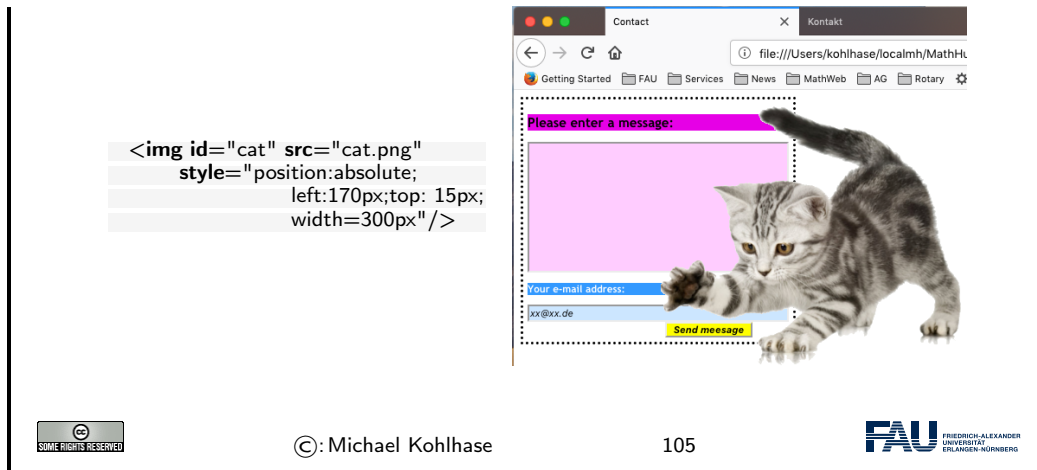 Contact
Kontakt
file:///Users/kohlhase/localmh/MathHu
Getting Started FAU Services News MathWeb AG Rotary
Please enter a message:
<img id="cat" src="cat.png"
style="position:absolute;
left:170px;top: 15px;
width=300px"/>
Your e-mail address:
xx@xx.de
Send meesage
cc
SOME RIGHTS RESERVED
©: Michael Kohlhase
105
FAU FRIEDRICH-ALEXANDER
UNIVERSITÄT
ERLANGEN-NÜRNBERG